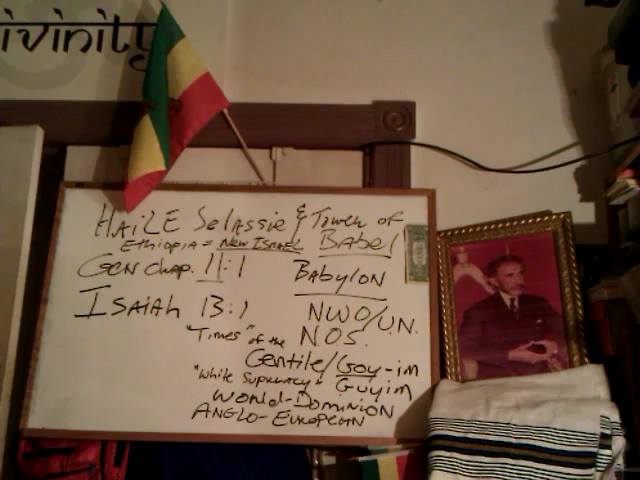 ivinity
HAiLE Selassie & Tower of
Ethiopia = New Israel Babel
Gen Chap. 11:1 Babylon
Isaiah 13:1 NWO/U.N.
"Times" of the NOS.
Gentile/Goy-im
"White Supremacy" Guyim
World-Dominion
Anglo-European